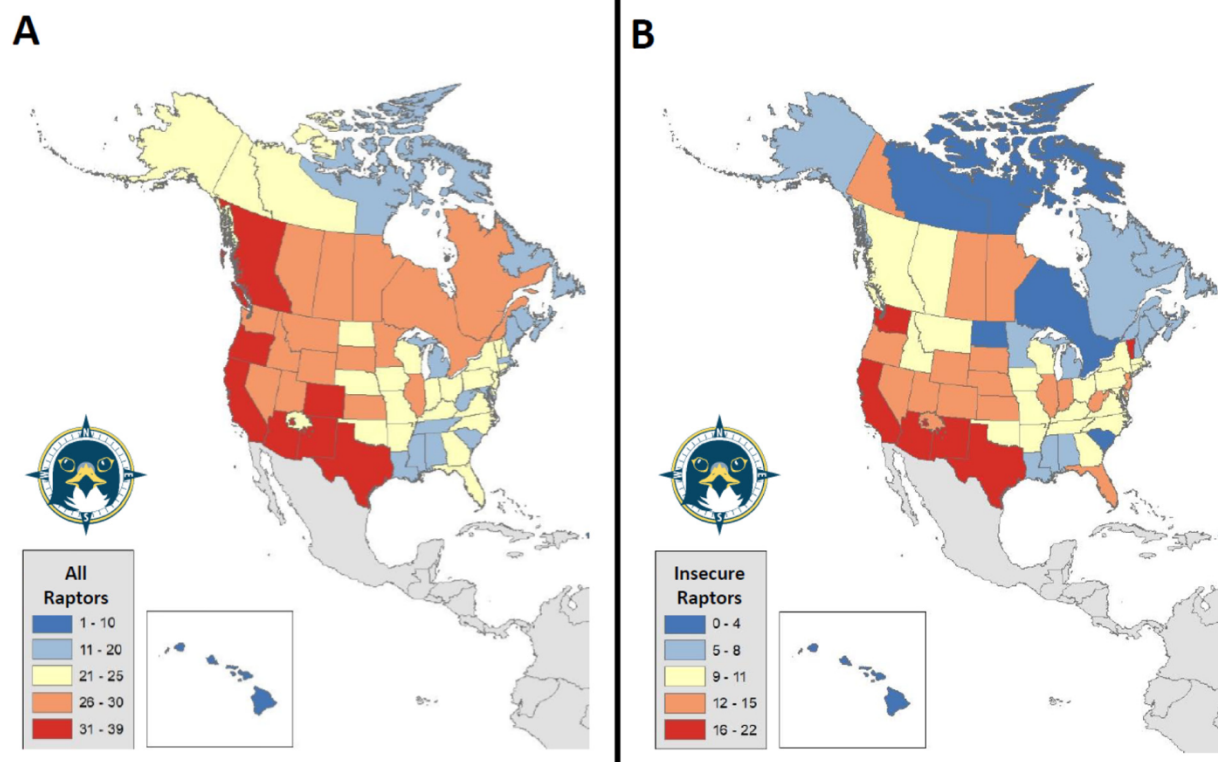 A
B
N
W
E
S
N
W
E
S
All
Raptors
1 - 10
11 - 20
21 - 25
26 - 30
31 - 39
Insecure
Raptors
0 - 4
5 - 8
9 - 11
12 - 15
16 - 22